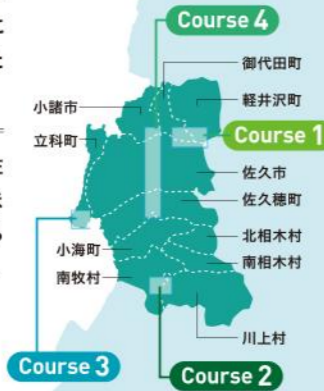 Course 4
御代田町
小諸市
軽井沢町
立科町
Course 1
佐久市
佐久穂町
北相木村
小海町
南相木村
南牧村
川上村
Course 3
Course 2